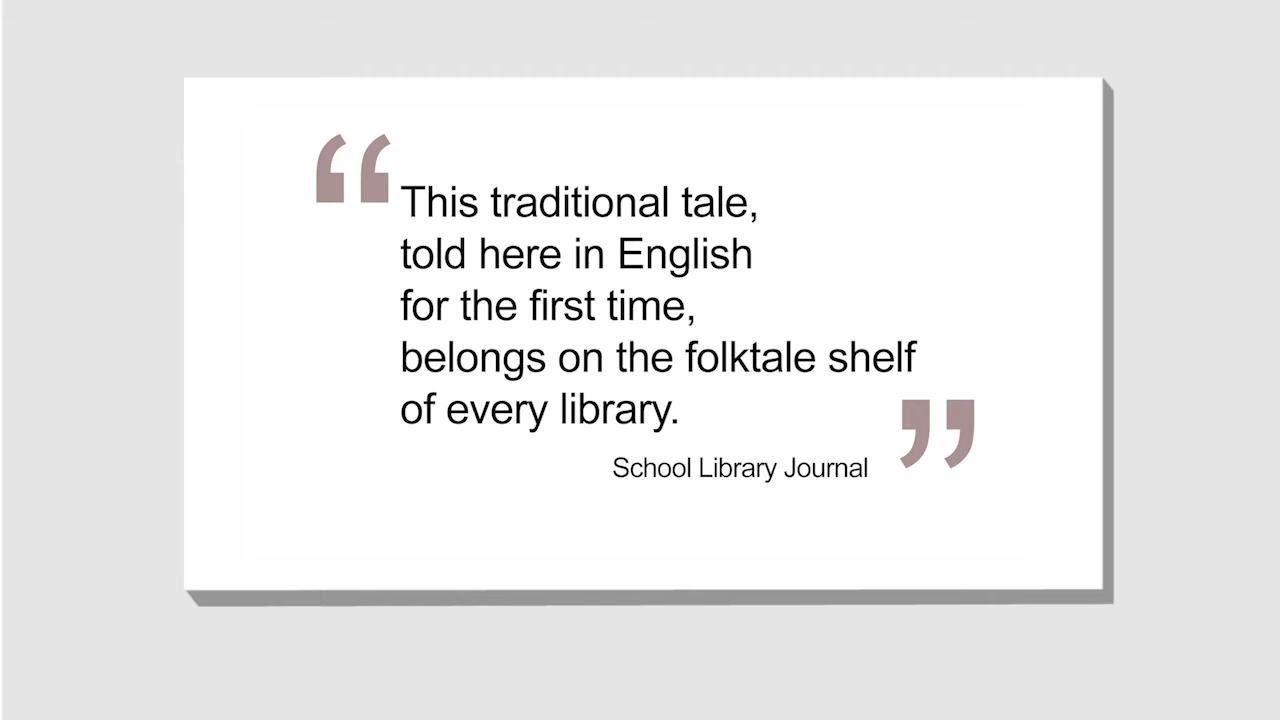 “This traditional tale,
told here in English
for the first time,
belongs on the folktale shelf
of every library.”
School Library Journal